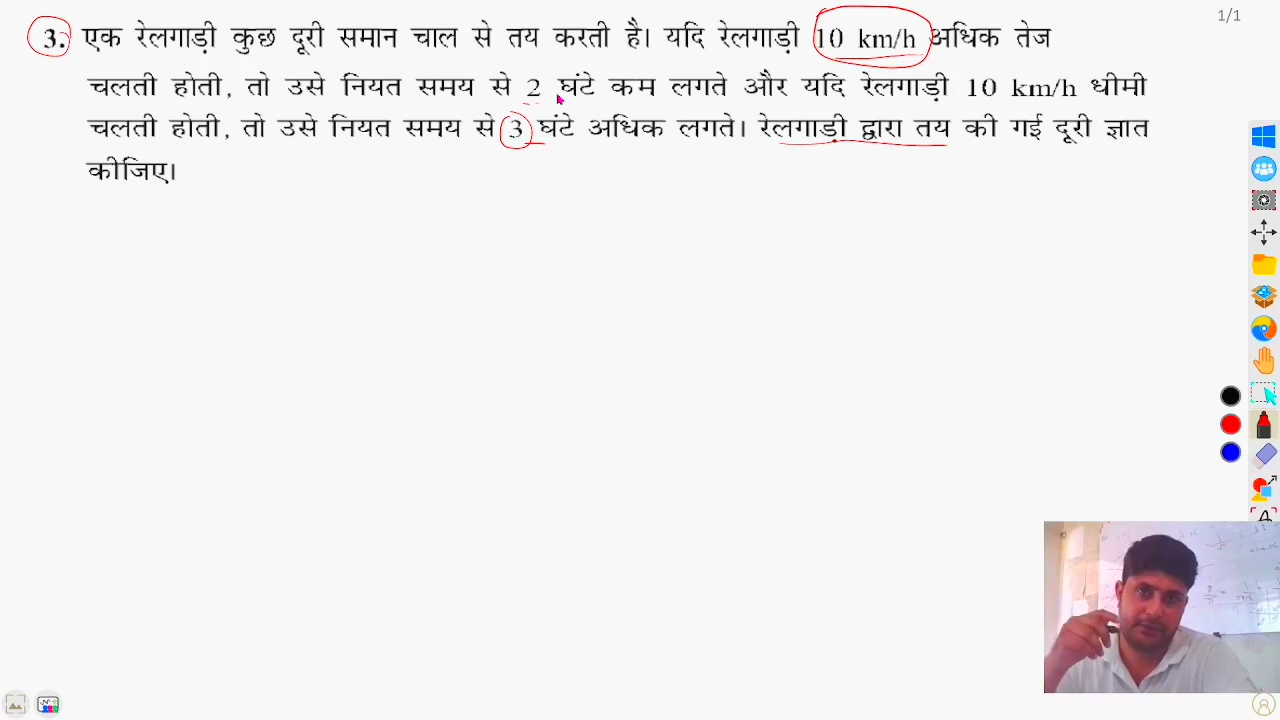 1/1
3. एक रेलगाड़ी कुछ दूरी समान चाल से तय करती है। यदि रेलगाड़ी 10 km/h अधिक तेज
चलती होती, तो उसे नियत समय से 2 घंटे कम लगते और यदि रेलगाड़ी 10 km/h धीमी
चलती होती, तो उसे नियत समय से 3 घंटे अधिक लगते। रेलगाड़ी द्वारा तय की गई दूरी ज्ञात
कीजिए।